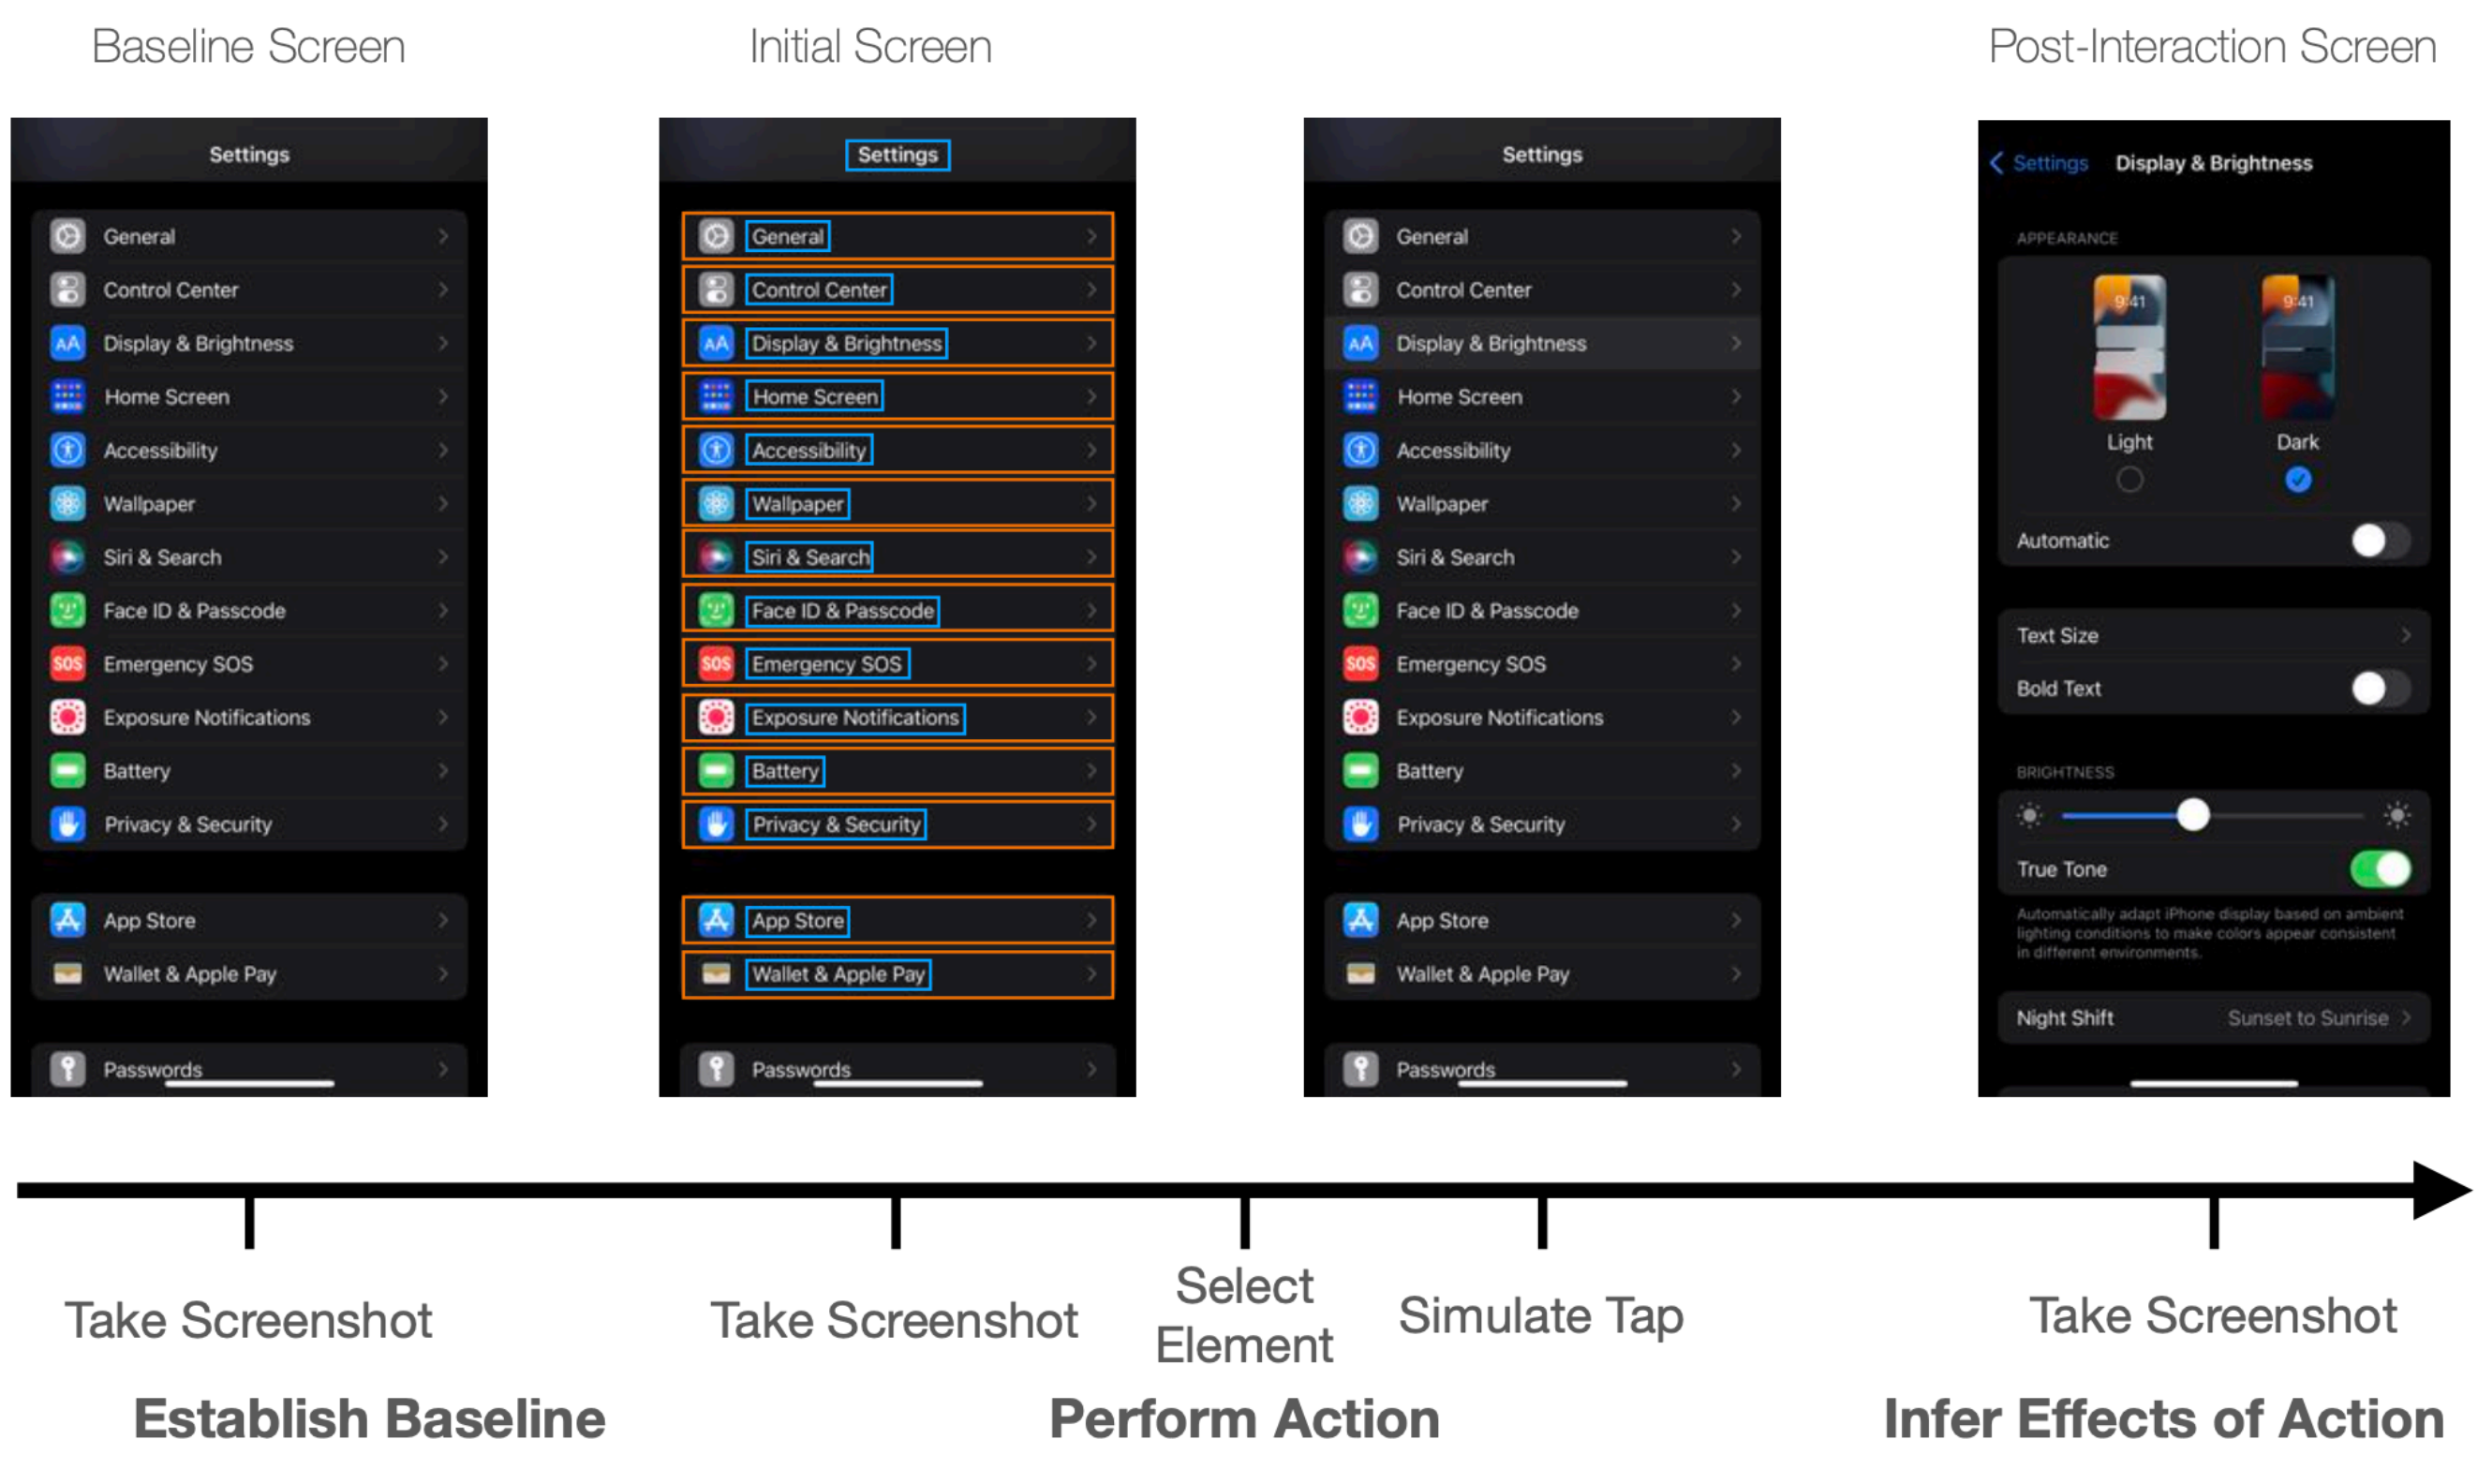 Baseline Screen
Initial Screen
Post-Interaction Screen
Settings
General
Control Center
AA Display & Brightness
Home Screen
Accessibility
Wallpaper
Siri & Search
Face ID & Passcode
SOS Emergency SOS
Exposure Notifications
Battery
Privacy & Security
App Store
Wallet & Apple Pay
Passwords
Settings
General
Control Center
AA Display & Brightness
Home Screen
Accessibility
Wallpaper
Siri & Search
Face ID & Passcode
SOS Emergency SOS
Exposure Notifications
Battery
Privacy & Security
App Store
Wallet & Apple Pay
Passwords
Settings
General
Control Center
AA Display & Brightness
Home Screen
Accessibility
Wallpaper
Siri & Search
Face ID & Passcode
SOS Emergency SOS
Exposure Notifications
Battery
Privacy & Security
App Store
Wallet & Apple Pay
Passwords
Settings Display & Brightness
APPEARANCE
9:41 9:41
Light Dark
Automatic
Text Size
Bold Text
BRIGHTNESS
True Tone
Automatically adapt iPhone display based on ambient
lighting conditions to make colors appear consistent
in different environments.
Night Shift Sunset to Sunrise
Take Screenshot
Take Screenshot
Select
Element
Simulate Tap
Take Screenshot
Establish Baseline
Perform Action
Infer Effects of Action